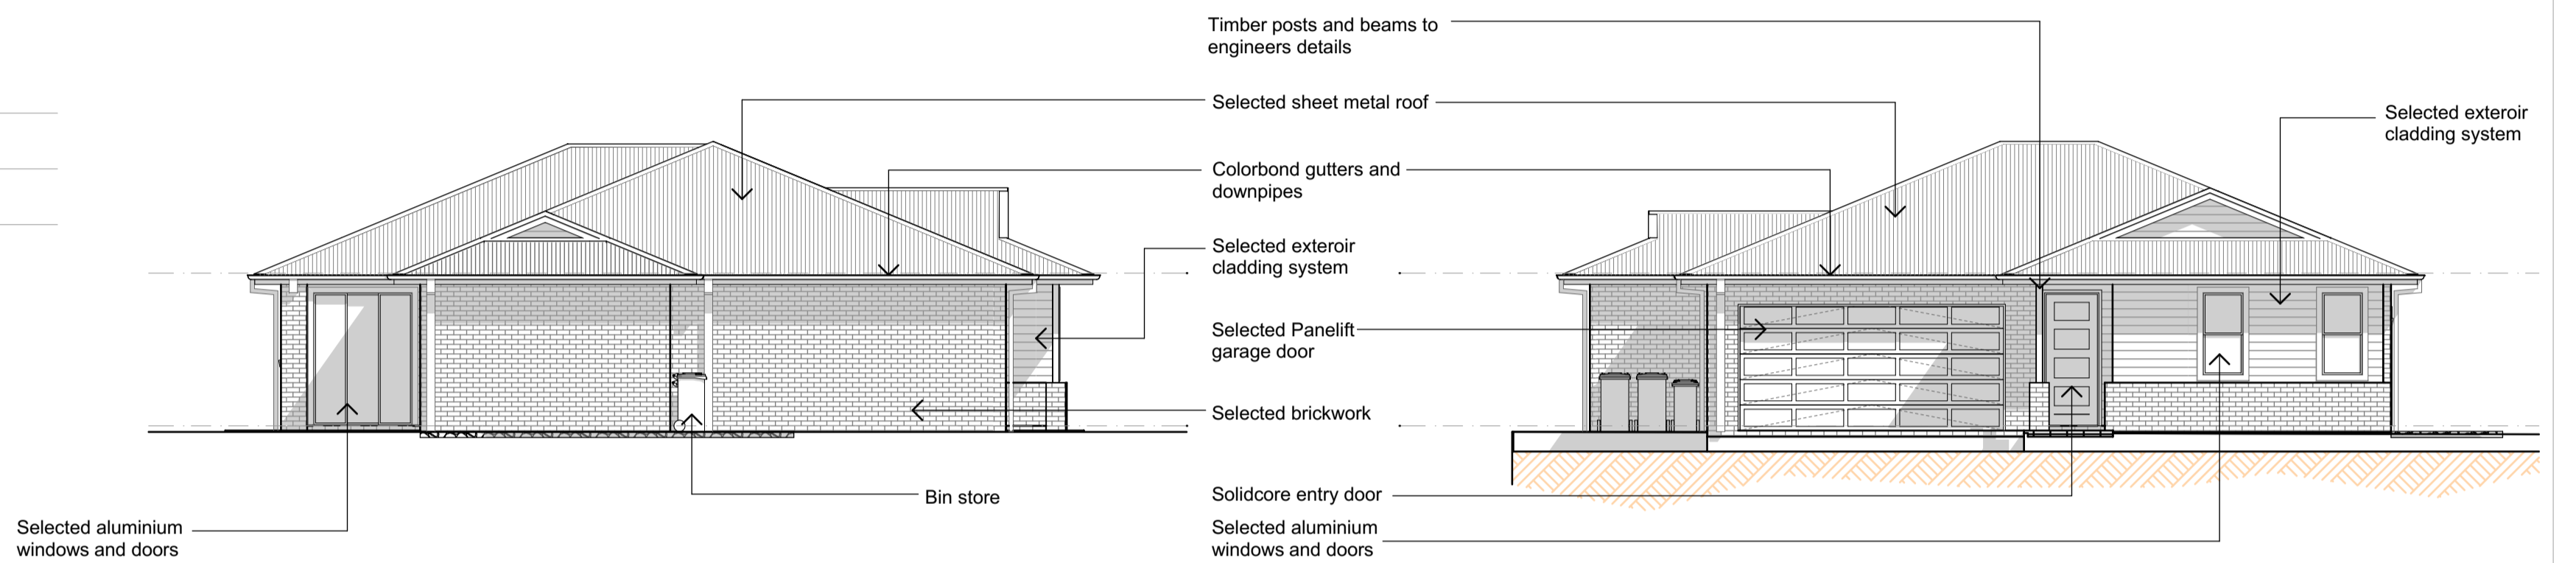 Timber posts and beams to
engineers details
Selected sheet metal roof
Selected exteroir
cladding system
Colorbond gutters and
downpipes
Selected exteroir
cladding system
Selected Panelift
garage door
Selected brickwork
Bin store
Solidcore entry door
Selected aluminium
windows and doors
Selected aluminium
windows and doors